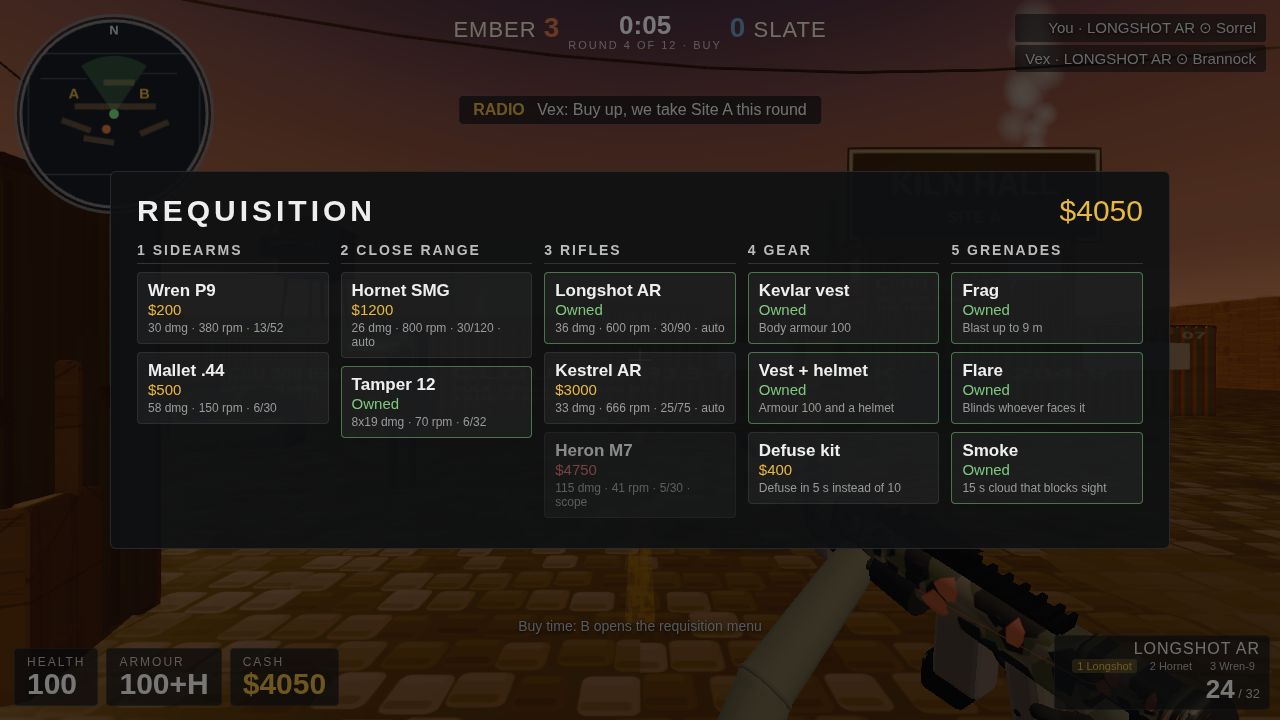 N
A
B
EMBER 3
0:05
0 SLATE
ROUND 4 OF 12 · BUY
You · LONGSHOT AR ⊙ Sorrel
Vex · LONGSHOT AR ⊙ Brannock
RADIO Vex: Buy up, we take Site A this round
KILN HALL
SITE A
REQUISITION
$4050
1 SIDEARMS
Wren P9
$200
30 dmg · 380 rpm · 13/52
Mallet .44
$500
58 dmg · 150 rpm · 6/30
2 CLOSE RANGE
Hornet SMG
$1200
26 dmg · 800 rpm · 30/120 ·
auto
Tamper 12
Owned
8x19 dmg · 70 rpm · 6/32
3 RIFLES
Longshot AR
Owned
36 dmg · 600 rpm · 30/90 · auto
Kestrel AR
$3000
33 dmg · 666 rpm · 25/75 · auto
Heron M7
$4750
115 dmg · 41 rpm · 5/30 ·
scope
4 GEAR
Kevlar vest
Owned
Body armour 100
Vest + helmet
Owned
Armour 100 and a helmet
Defuse kit
$400
Defuse in 5 s instead of 10
5 GRENADES
Frag
Owned
Blast up to 9 m
Flare
Owned
Blinds whoever faces it
Smoke
Owned
15 s cloud that blocks sight
07
Buy time: B opens the requisition menu
HEALTH
100
ARMOUR
100+H
CASH
$4050
LONGSHOT AR
1 Longshot
2 Hornet
3 Wren-9
24 / 32